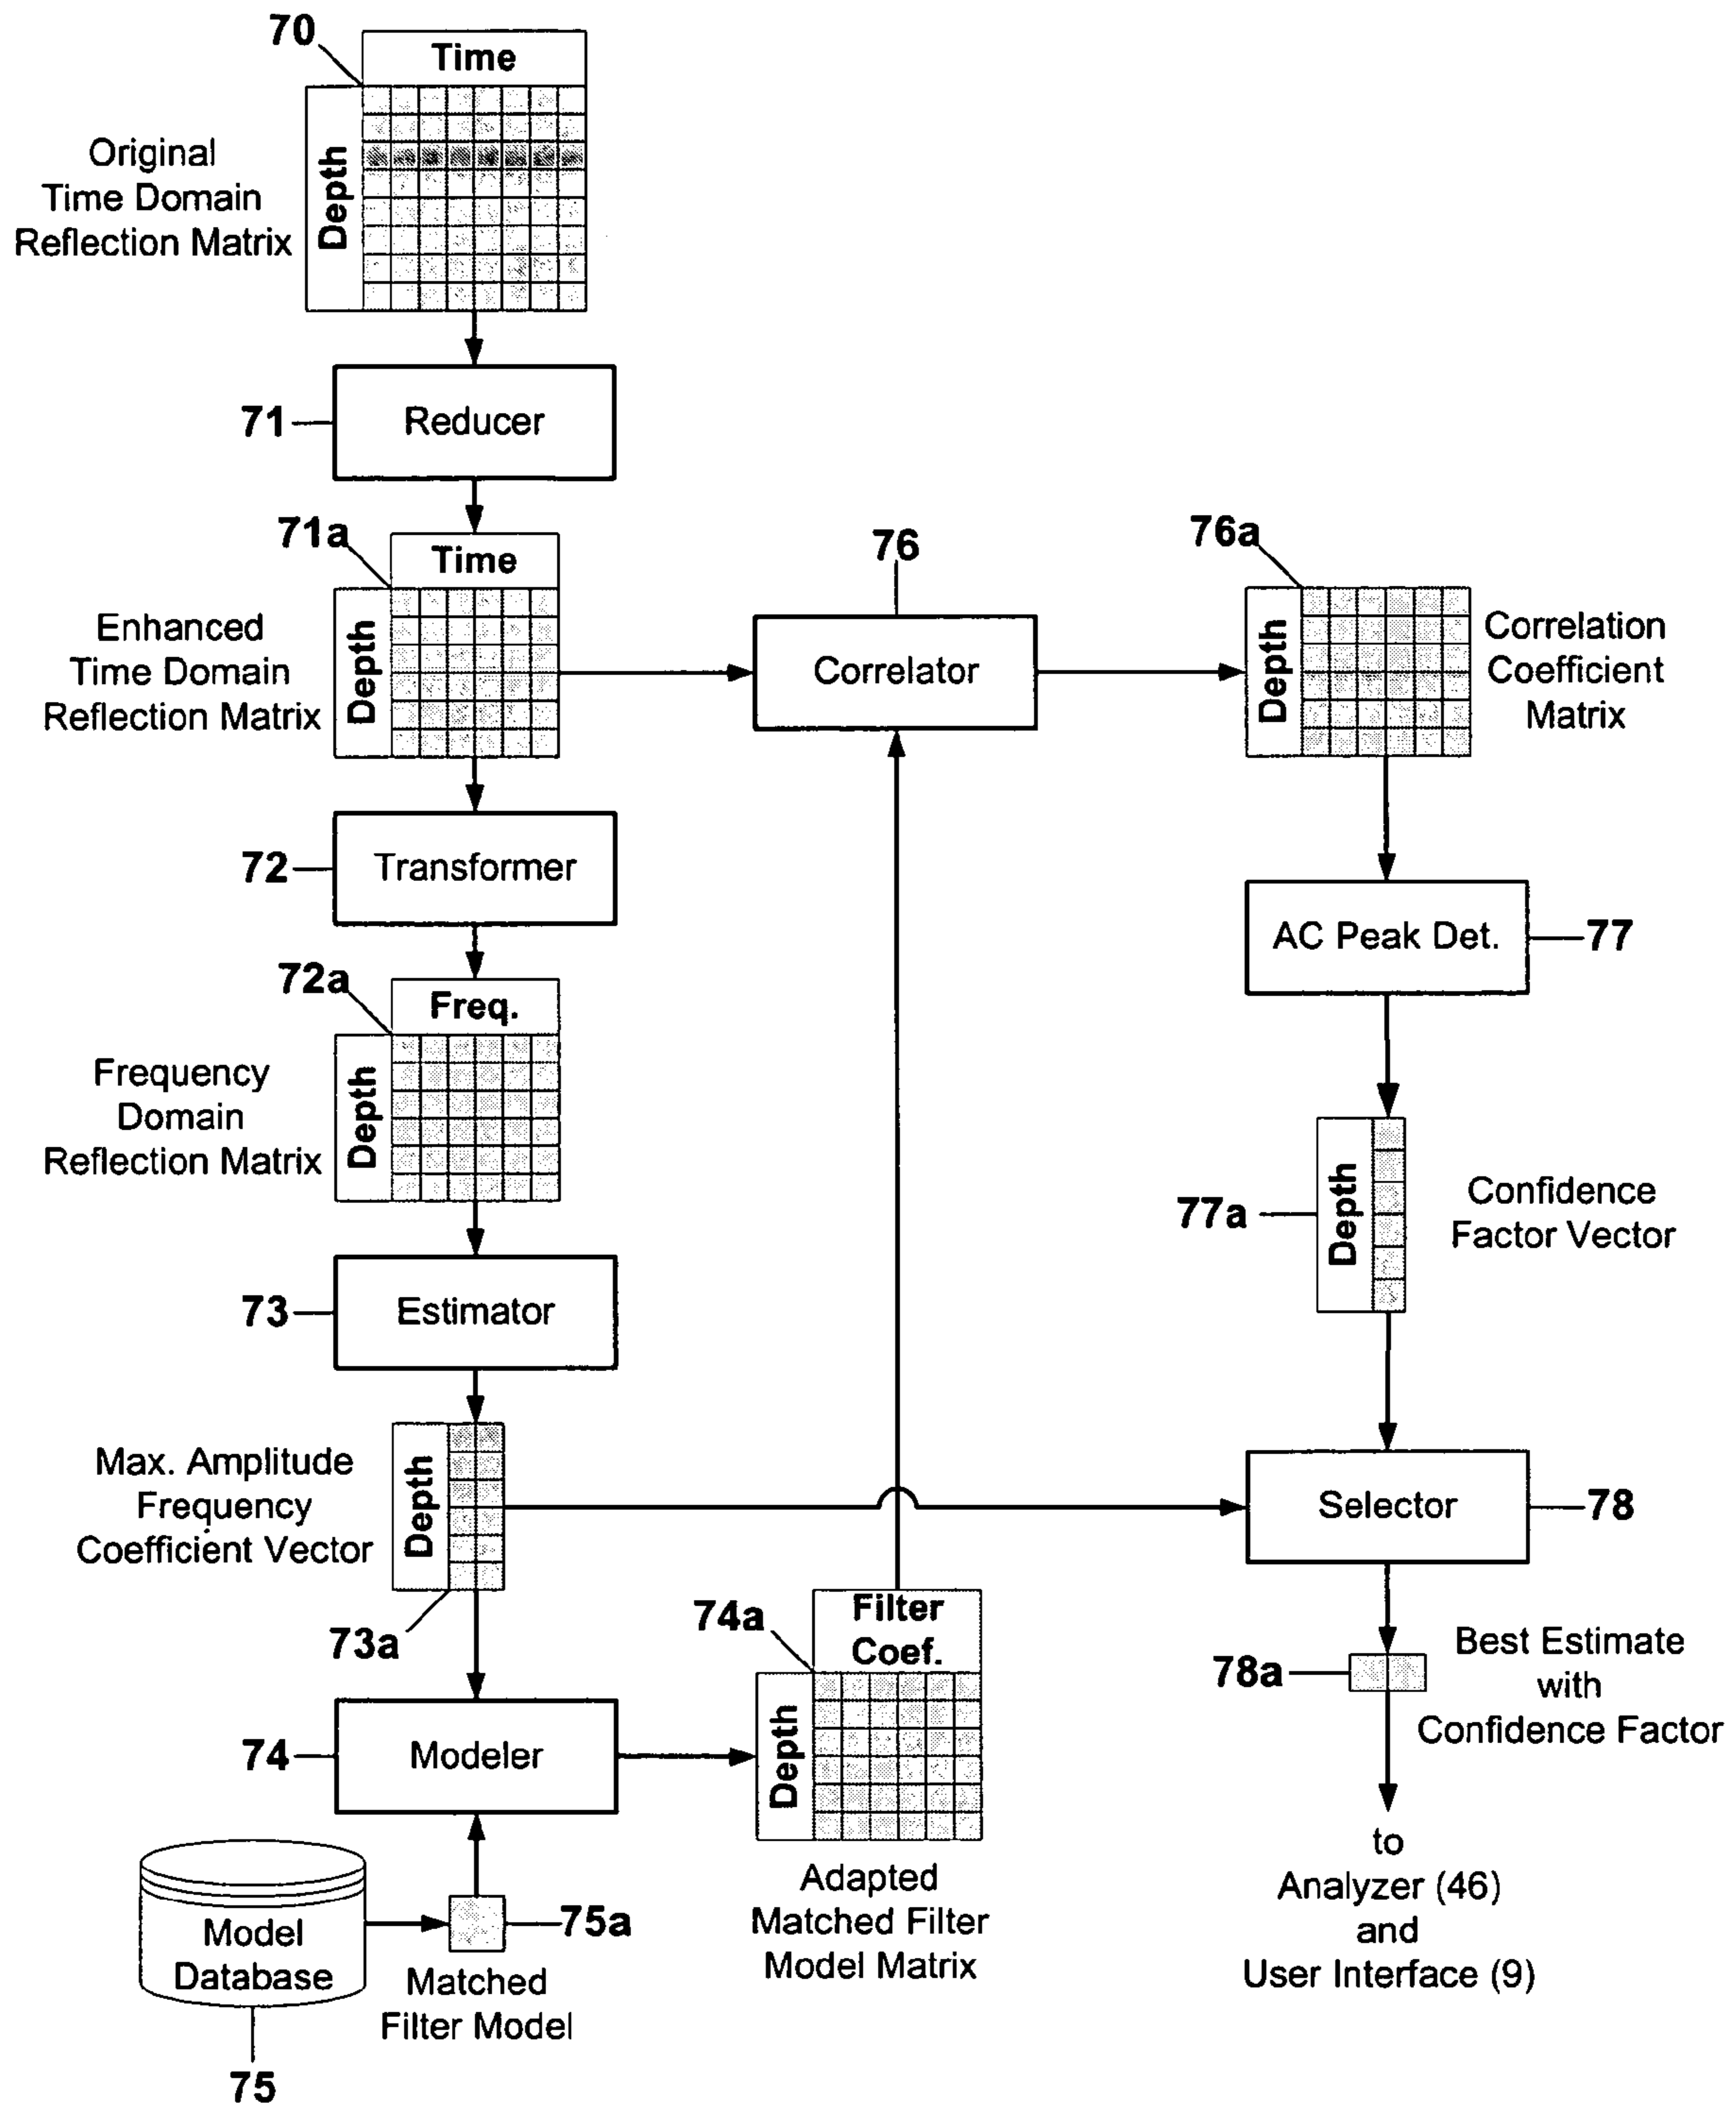 70
Time
Depth
Original
Time Domain
Reflection Matrix
71
Reducer
71a
Time
Depth
Enhanced
Time Domain
Reflection Matrix
76
Correlator
76a
Depth
Correlation
Coefficient
Matrix
72
Transformer
AC Peak Det.
77
72a
Freq.
Depth
Frequency
Domain
Reflection Matrix
77a
Depth
Confidence
Factor Vector
73
Estimator
Max. Amplitude
Frequency
Coefficient Vector
Depth
73a
Selector
78
74a
Filter
Coef.
Depth
78a
Best Estimate
with
Confidence Factor
74
Modeler
Adapted
Matched Filter
Model Matrix
to
Analyzer (46)
and
User Interface (9)
Model
Database
75a
Matched
Filter Model
75